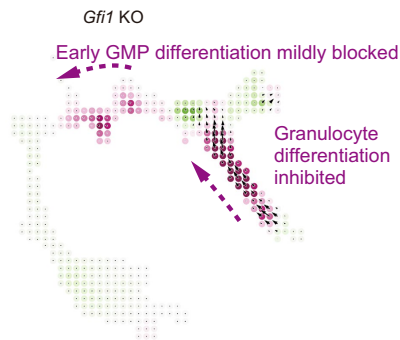 Gfi1 KO
Early GMP differentiation mildly blocked
Granulocyte
differentiation
inhibited